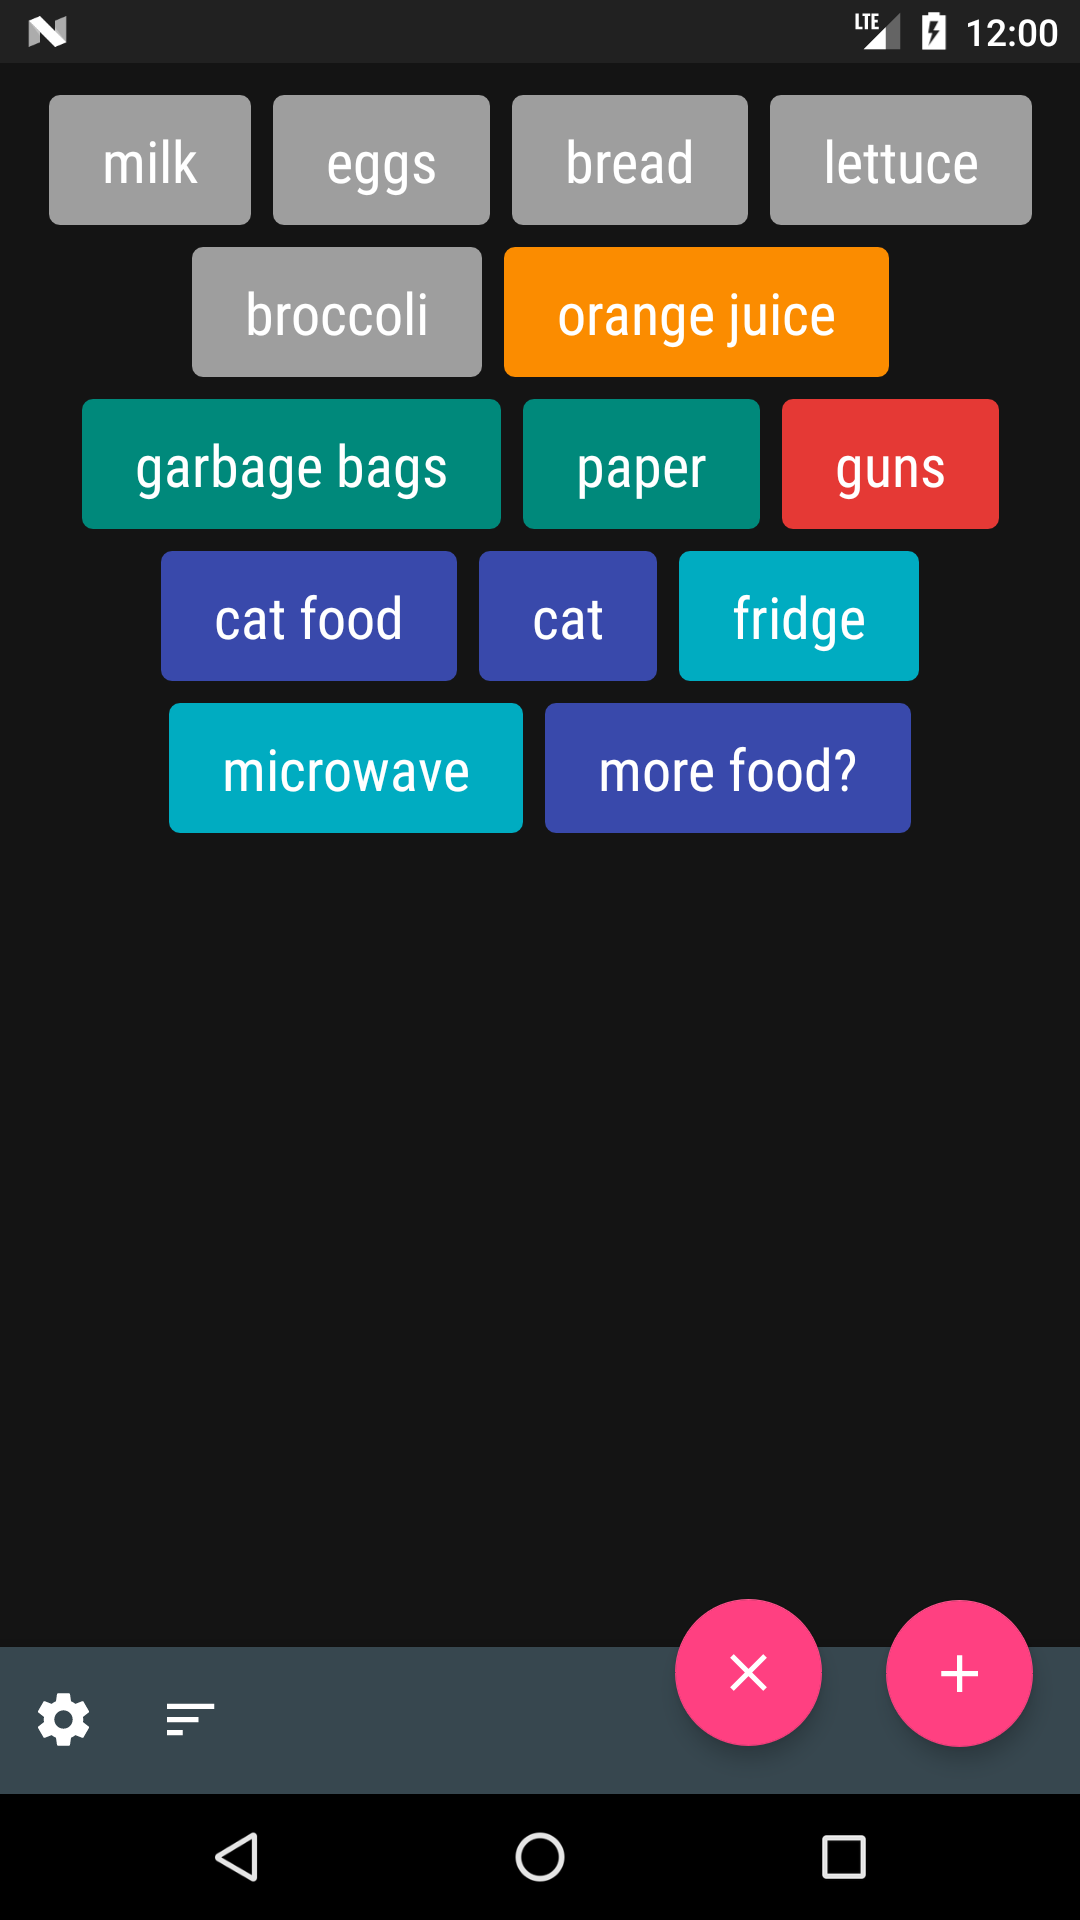 LTE 12:00
milk eggs bread lettuce
broccoli orange juice
garbage bags paper guns
cat food cat fridge
microwave more food?